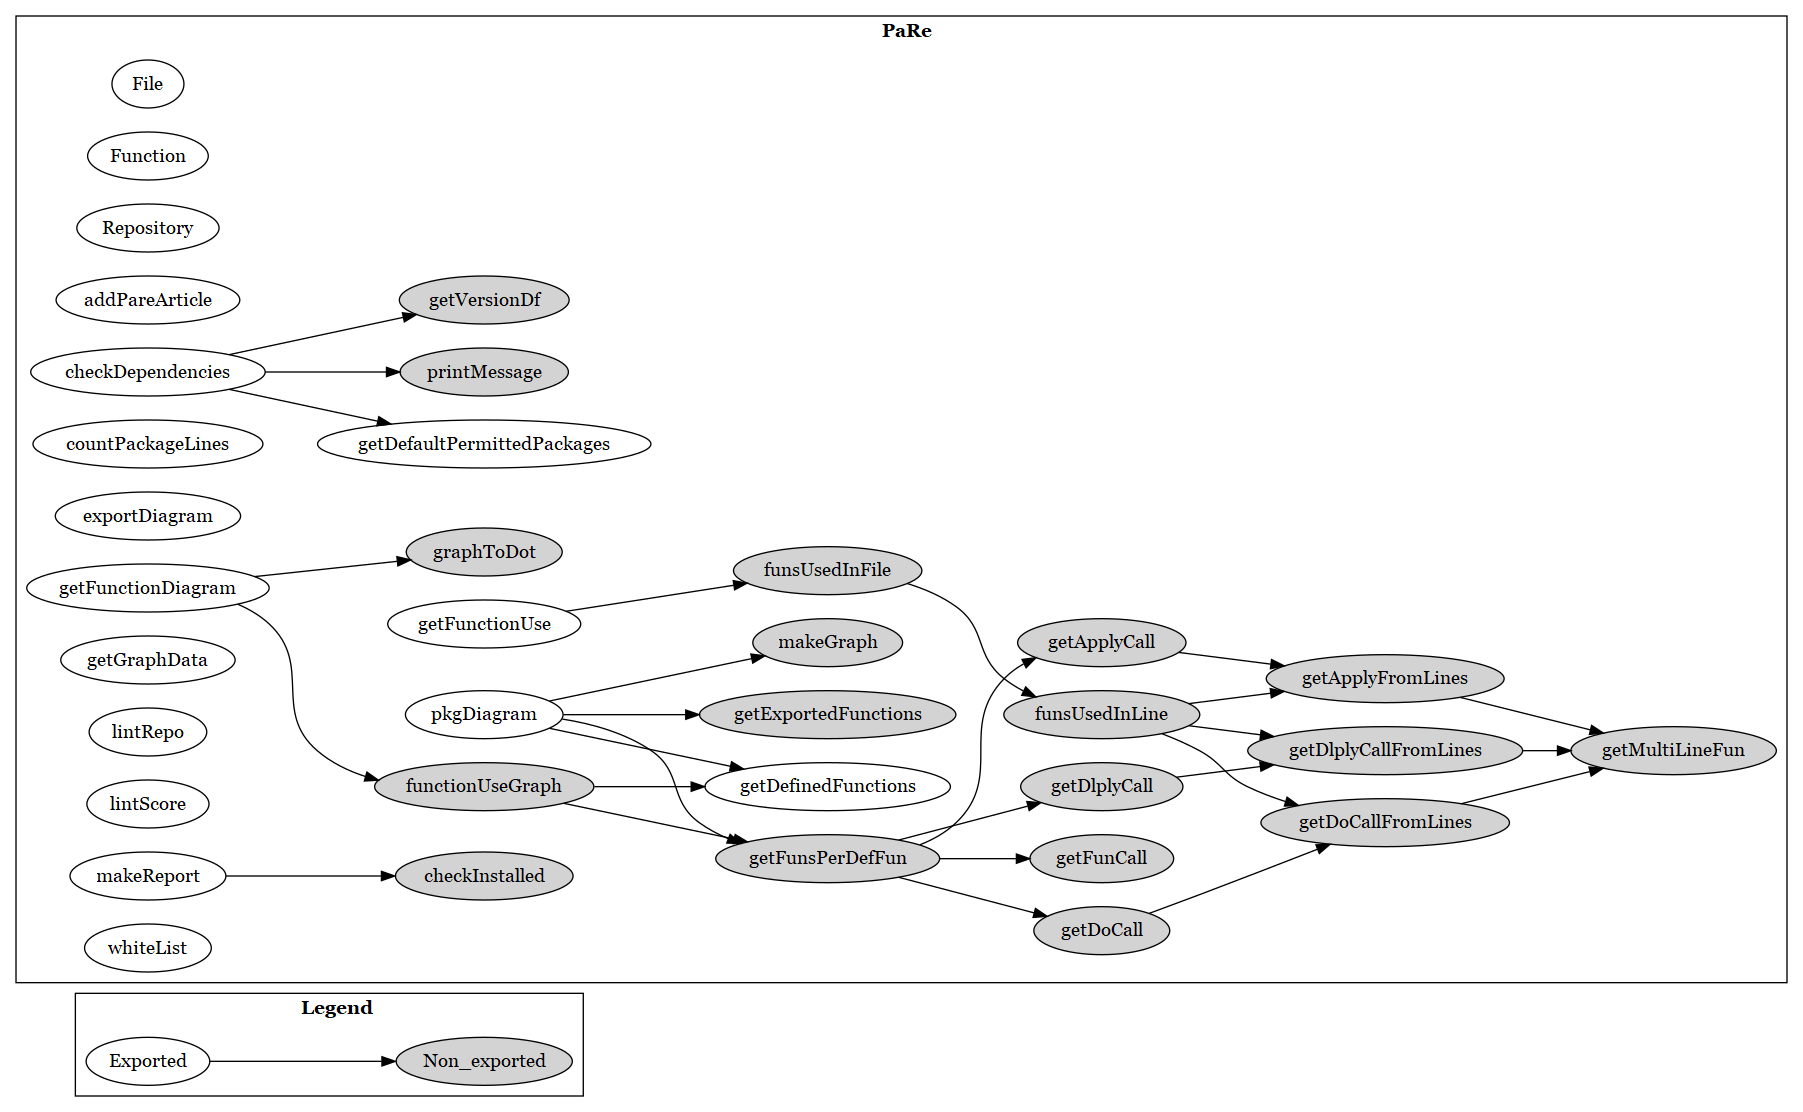 PaRe
File
Function
Repository
addPareArticle
getVersionDf
checkDependencies
printMessage
countPackageLines
getDefaultPermittedPackages
exportDiagram
graphToDot
funsUsedInFile
getFunctionDiagram
getFunctionUse
makeGraph
getApplyCall
getGraphData
getApplyFromLines
pkgDiagram
getExportedFunctions
funsUsedInLine
lintRepo
getDlplyCallFromLines
getMultiLineFun
functionUseGraph
getDefinedFunctions
getDlplyCall
lintScore
getDoCallFromLines
getFunsPerDefFun
getFunCall
makeReport
checkInstalled
getDoCall
whiteList
Legend
Exported
Non_exported